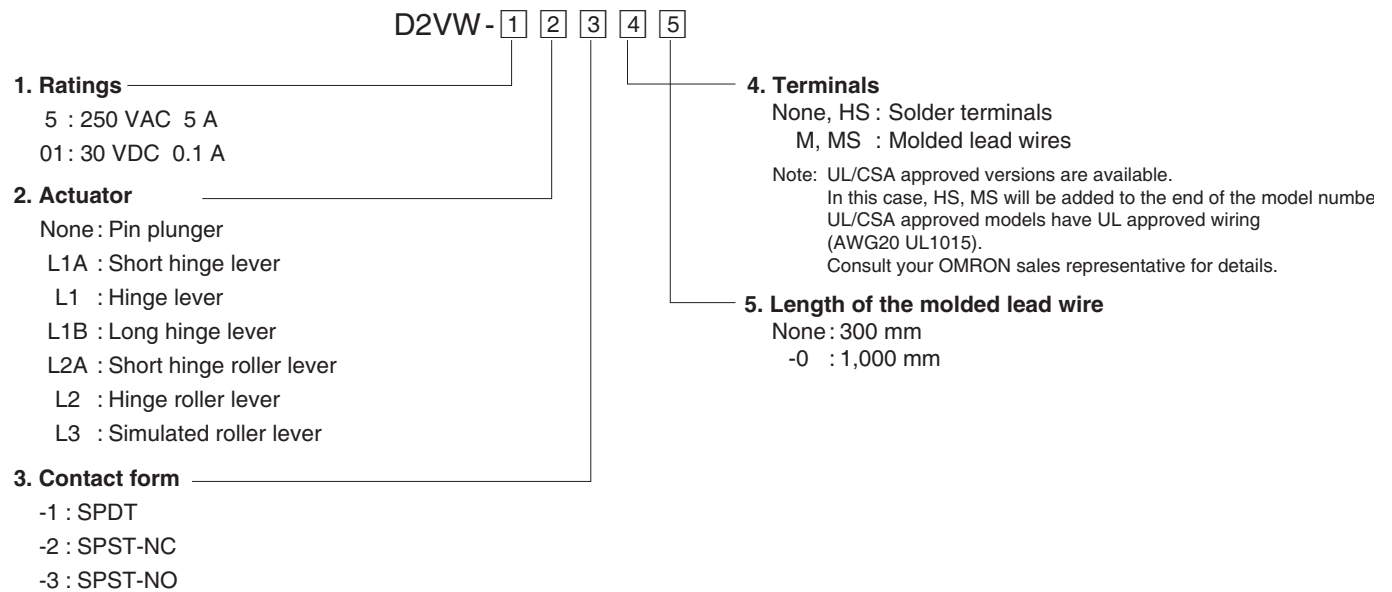 D2VW-1 2 3 4 5
1. Ratings
5 : 250 VAC 5 A
01 : 30 VDC 0.1 A
2. Actuator
None : Pin plunger
L1A : Short hinge lever
L1 : Hinge lever
L1B : Long hinge lever
L2A : Short hinge roller lever
L2 : Hinge roller lever
L3 : Simulated roller lever
3. Contact form
-1 : SPDT
-2 : SPST-NC
-3 : SPST-NO
4. Terminals
None, HS : Solder terminals
M, MS : Molded lead wires
Note: UL/CSA approved versions are available.
In this case, HS, MS will be added to the end of the model numbe
UL/CSA approved models have UL approved wiring
(AWG20 UL1015).
Consult your OMRON sales representative for details.
5. Length of the molded lead wire
None : 300 mm
-0 : 1,000 mm